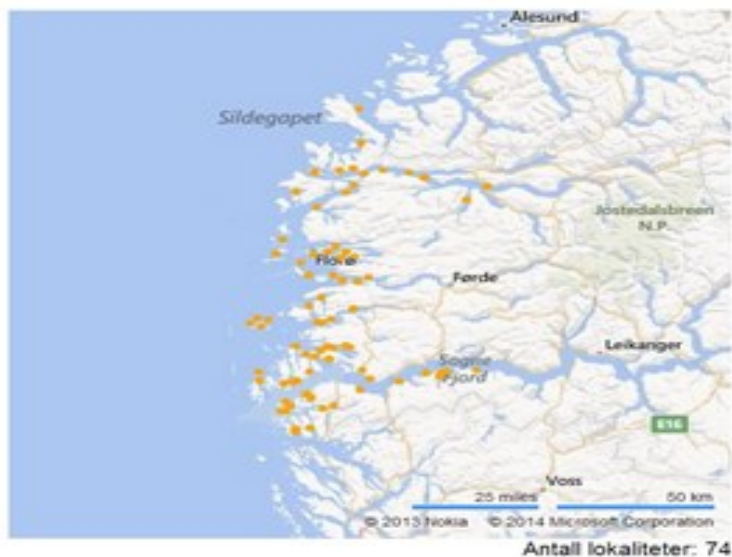 Ålesund
Sildegapet
Jostedalsbreen
N.P.
Florø
Førde
Leikanger
Sogne
Fjord
E16
Voss
25 miles 50 km
© 2013 Nokia © 2014 Microsoft Corporation
Antall lokaliteter: 74